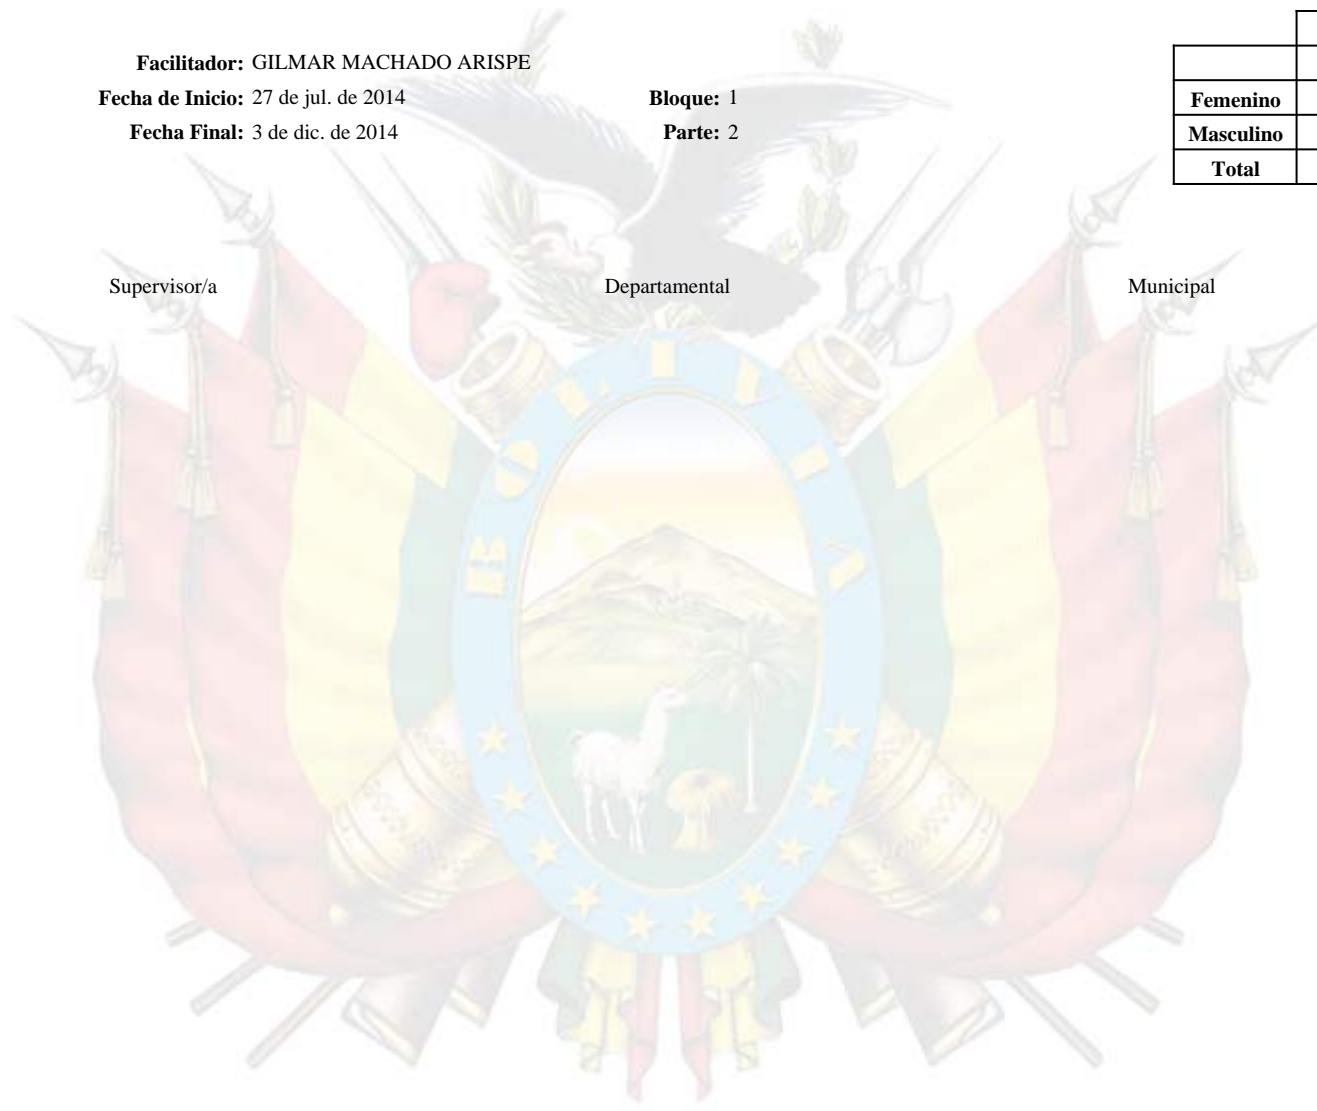 Facilitador: GILMAR MACHADO ARISPE
Fecha de Inicio: 27 de jul. de 2014 Bloque: 1
Fecha Final: 3 de dic. de 2014 Parte: 2
Femenino
Masculino
Total
Supervisor/a Departamental Municipal
BOLIVIA